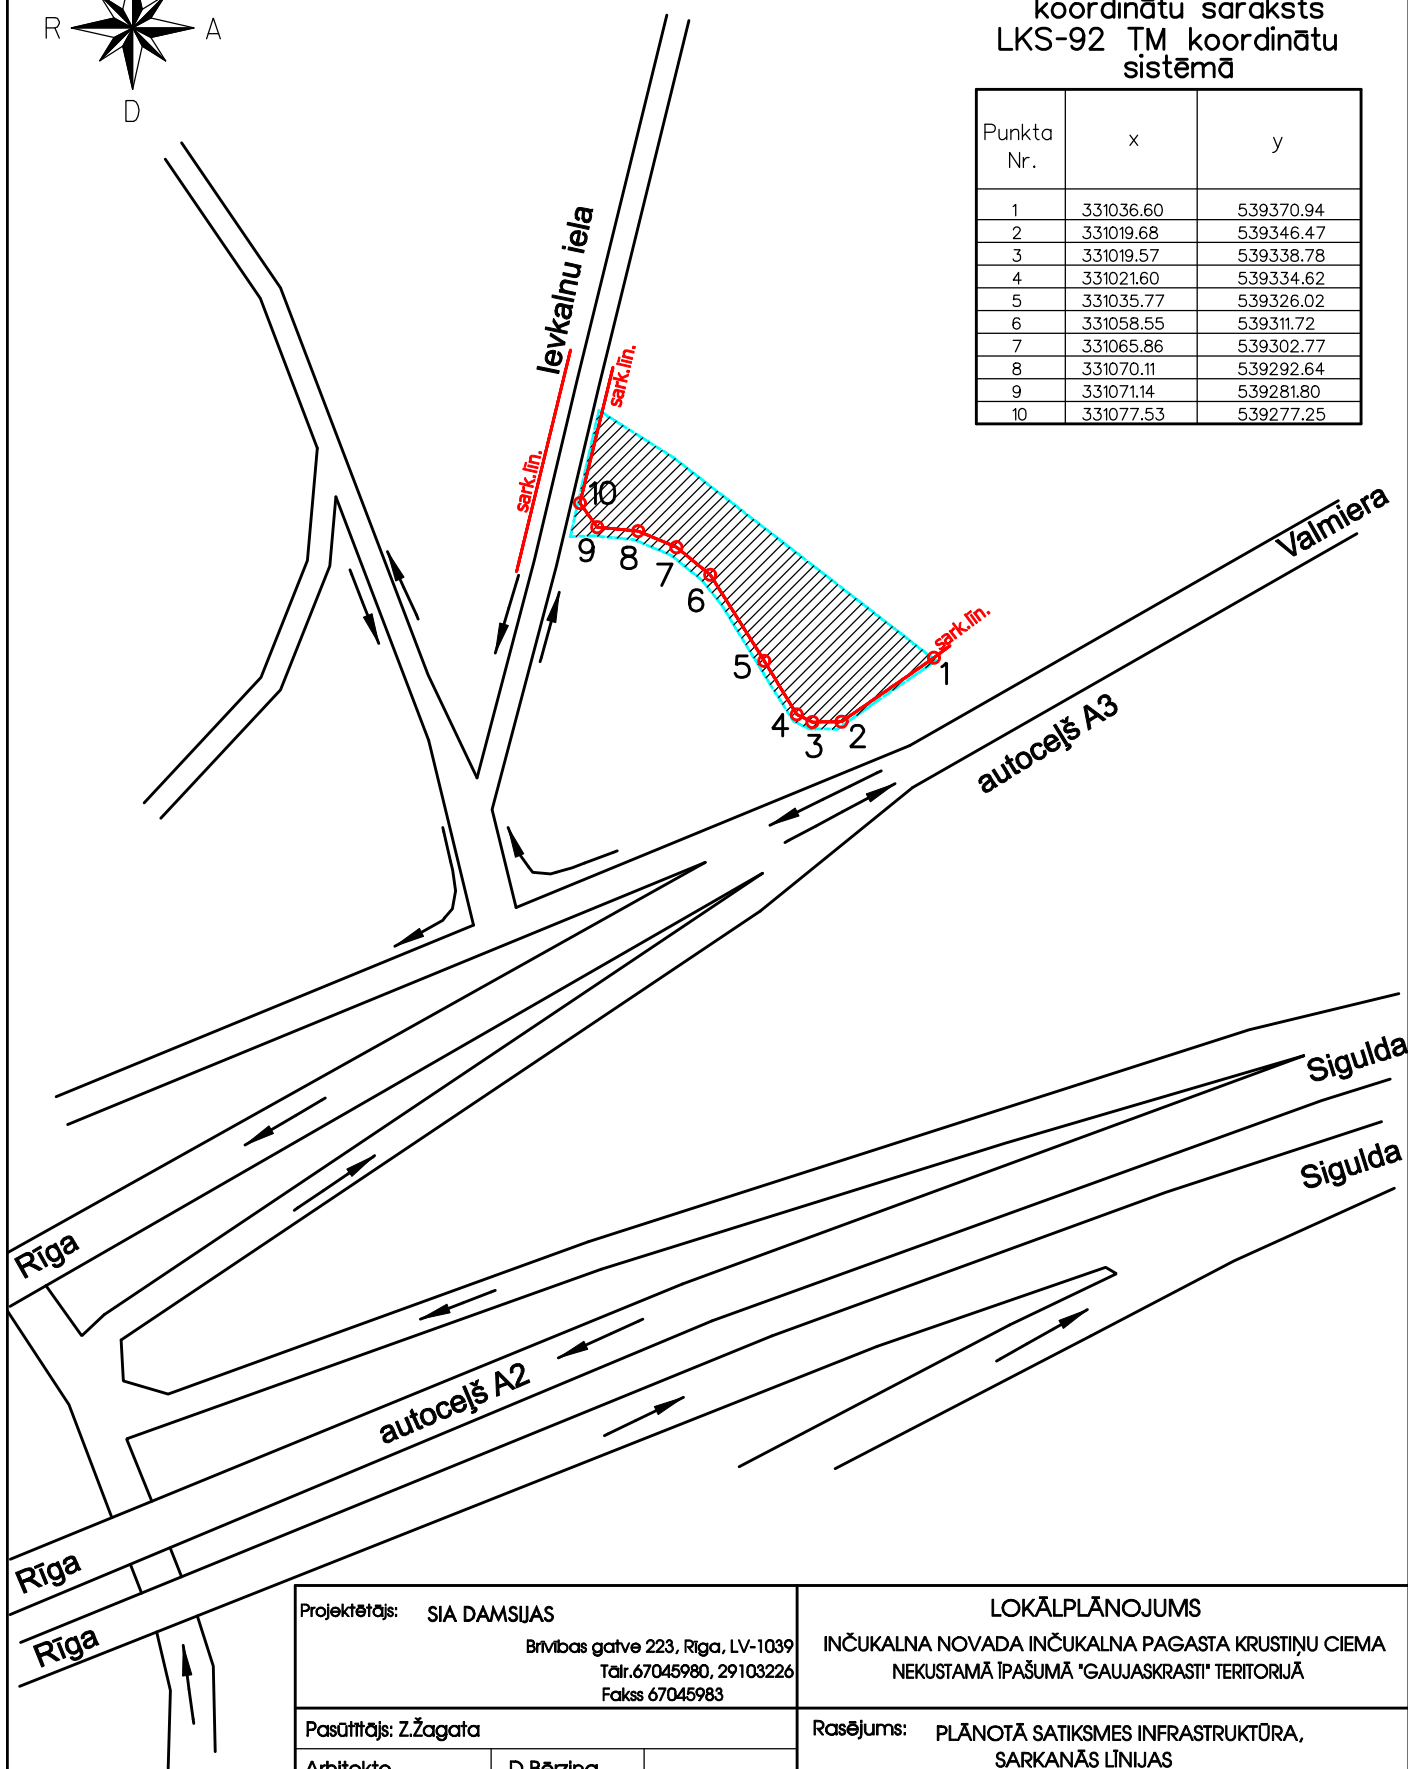 R
A
D
koordinātu saraksts
LKS-92 TM koordinātu
sistēmā
Punkta Nr. x y
1 331036.60 539370.94
2 331019.68 539346.47
3 331019.57 539338.78
4 331021.60 539334.62
5 331035.77 539326.02
6 331058.55 539311.72
7 331065.86 539302.77
8 331070.11 539292.64
9 331071.14 539281.80
10 331077.53 539277.25
Ievkalnu iela
sark.līn.
sark.līn.
10
9
8
7
6
5
4
3
2
1
sark.līn.
Valmiera
autoceļš A3
Sigulda
Sigulda
Rīga
autoceļš A2
Rīga
Rīga
Projektētājs: SIA DAMSIJAS
Brīvības gatve 223, Rīga, LV-1039
Tālr.67045980, 29103226
Fakss 67045983
LOKĀLPLĀNOJUMS
INČUKALNA NOVADA INČUKALNA PAGASTA KRUSTIŅU CIEMA
NEKUSTAMĀ ĪPAŠUMĀ "GAUJASKRASTI" TERITORIJĀ
Pasūtītājs: Z.Žagata
Rasējums: PLĀNOTĀ SATIKSMES INFRASTRUKTŪRA,
SARKANĀS LĪNIJAS
Arhitekte D.Bērziņa